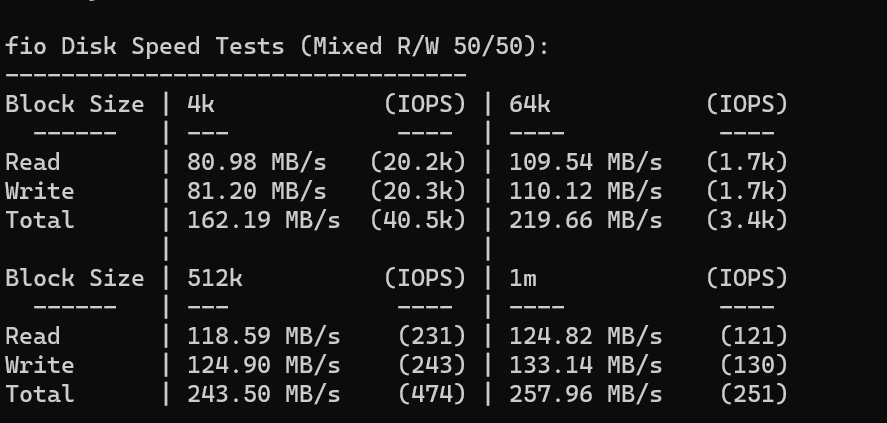 fio Disk Speed Tests (Mixed R/W 50/50):
---------------------------------
Block Size | 4k            (IOPS) | 64k           (IOPS)
  ------   | ---            ----  | ----           ----
Read       | 80.98 MB/s   (20.2k) | 109.54 MB/s   (1.7k)
Write      | 81.20 MB/s   (20.3k) | 110.12 MB/s   (1.7k)
Total      | 162.19 MB/s  (40.5k) | 219.66 MB/s   (3.4k)
           |                      |
Block Size | 512k          (IOPS) | 1m            (IOPS)
  ------   | ---            ----  | ----           ----
Read       | 118.59 MB/s    (231) | 124.82 MB/s    (121)
Write      | 124.90 MB/s    (243) | 133.14 MB/s    (130)
Total      | 243.50 MB/s    (474) | 257.96 MB/s    (251)